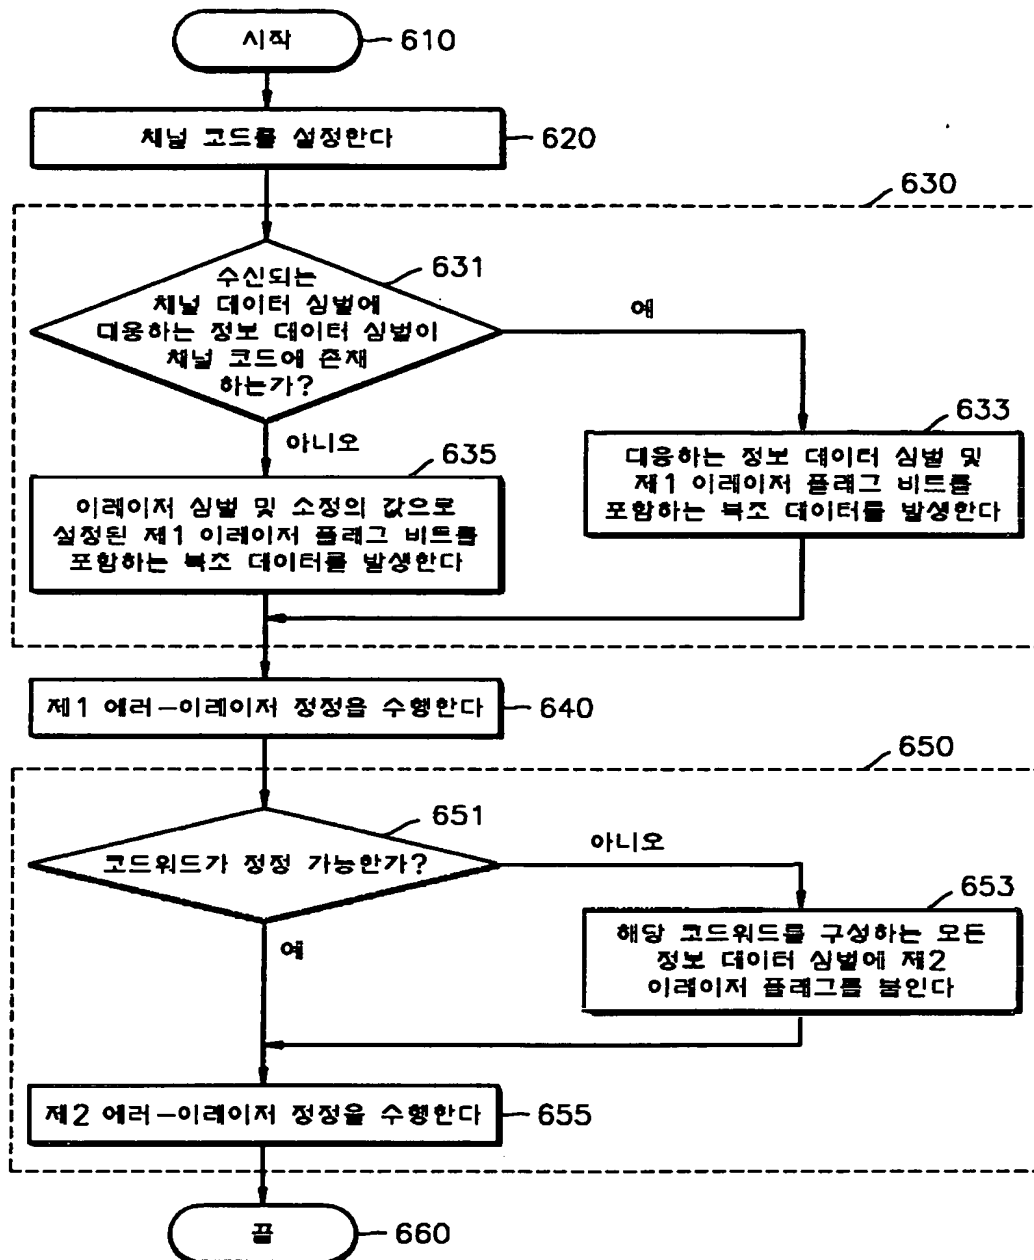 시작
610
채널 코드를 설정한다
620
630
631
수신되는
채널 데이터 심벌에
대응하는 정보 데이터 심벌이
채널 코드에 존재
하는가?
예
아니오
633
대응하는 정보 데이터 심벌 및
제1 이레이저 플래그 비트를
포함하는 복조 데이터를 발생한다
635
이레이저 심벌 및 소정의 값으로
설정된 제1 이레이저 플래그 비트를
포함하는 복조 데이터를 발생한다
제1 에러-이레이저 정정을 수행한다
640
650
651
코드워드가 정정 가능한가?
아니오
예
653
해당 코드워드를 구성하는 모든
정보 데이터 심벌에 제2
이레이저 플래그를 붙인다
제2 에러-이레이저 정정을 수행한다
655
끝
660